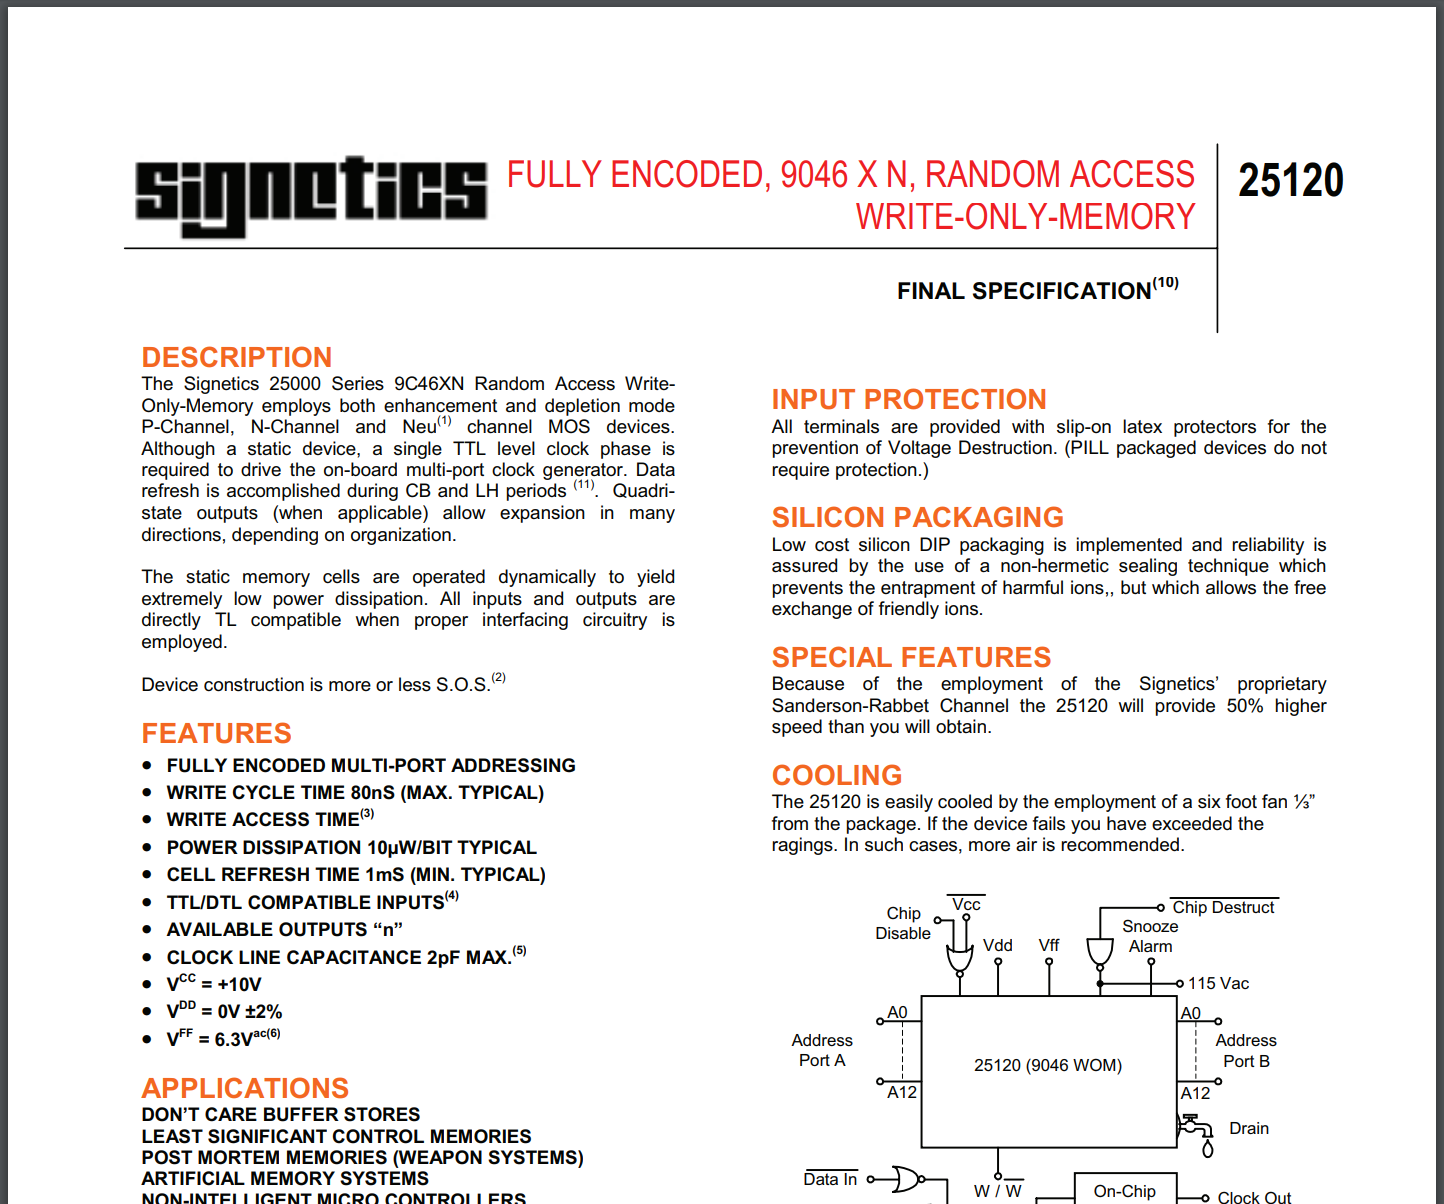 signetics
FULLY ENCODED, 9046 X N, RANDOM ACCESS
WRITE-ONLY-MEMORY
25120
FINAL SPECIFICATION(10)
DESCRIPTION
The Signetics 25000 Series 9C46XN Random Access Write-
Only-Memory employs both enhancement and depletion mode
P-Channel, N-Channel and Neu(1) channel MOS devices.
Although a static device, a single TTL level clock phase is
required to drive the on-board multi-port clock generator. Data
refresh is accomplished during CB and LH periods (11). Quadri-
state outputs (when applicable) allow expansion in many
directions, depending on organization.
The static memory cells are operated dynamically to yield
extremely low power dissipation. All inputs and outputs are
directly TL compatible when proper interfacing circuitry is
employed.
Device construction is more or less S.O.S.(2)
FEATURES
• FULLY ENCODED MULTI-PORT ADDRESSING
• WRITE CYCLE TIME 80nS (MAX. TYPICAL)
• WRITE ACCESS TIME(3)
• POWER DISSIPATION 10µW/BIT TYPICAL
• CELL REFRESH TIME 1mS (MIN. TYPICAL)
• TTL/DTL COMPATIBLE INPUTS(4)
• AVAILABLE OUTPUTS “n”
• CLOCK LINE CAPACITANCE 2pF MAX.(5)
• VCC = +10V
• VDD = 0V ±2%
• VFF = 6.3Vac(6)
APPLICATIONS
DON’T CARE BUFFER STORES
LEAST SIGNIFICANT CONTROL MEMORIES
POST MORTEM MEMORIES (WEAPON SYSTEMS)
ARTIFICIAL MEMORY SYSTEMS
NON-INTELLIGENT MICRO CONTROLLERS
INPUT PROTECTION
All terminals are provided with slip-on latex protectors for the
prevention of Voltage Destruction. (PILL packaged devices do not
require protection.)
SILICON PACKAGING
Low cost silicon DIP packaging is implemented and reliability is
assured by the use of a non-hermetic sealing technique which
prevents the entrapment of harmful ions,, but which allows the free
exchange of friendly ions.
SPECIAL FEATURES
Because of the employment of the Signetics’ proprietary
Sanderson-Rabbet Channel the 25120 will provide 50% higher
speed than you will obtain.
COOLING
The 25120 is easily cooled by the employment of a six foot fan ⅓”
from the package. If the device fails you have exceeded the
ragings. In such cases, more air is recommended.
Chip
Disable
Vcc
Vdd
Vff
Chip Destruct
Snooze
Alarm
115 Vac
A0
A0
Address
Port A
25120 (9046 WOM)
Address
Port B
A12
A12
Drain
Data In
W / W
On-Chip
Clock Out